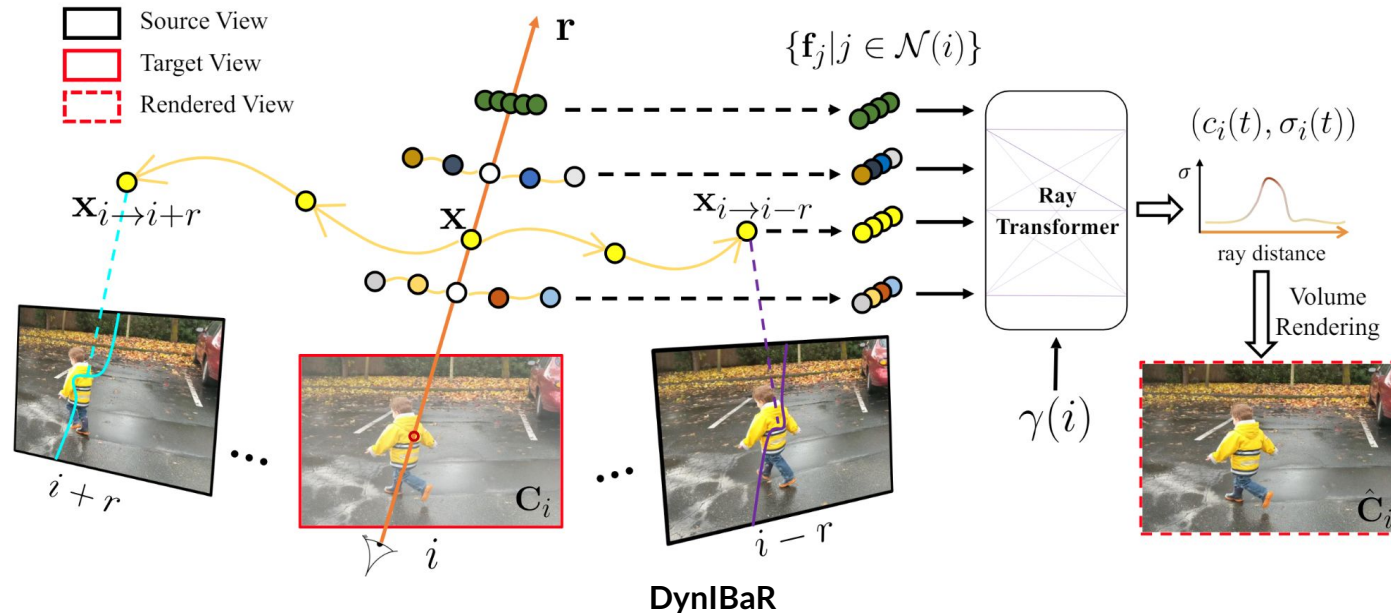 Source View
Target View
Rendered View
r
{f_j|j ∈ N(i)}
(c_i(t), σ_i(t))
σ
ray distance
x_{i→i+r}
x
x_{i→i−r}
Ray
Transformer
Volume
Rendering
γ(i)
i + r
...
C_i
i
...
i − r
Ĉ_i
DynIBaR